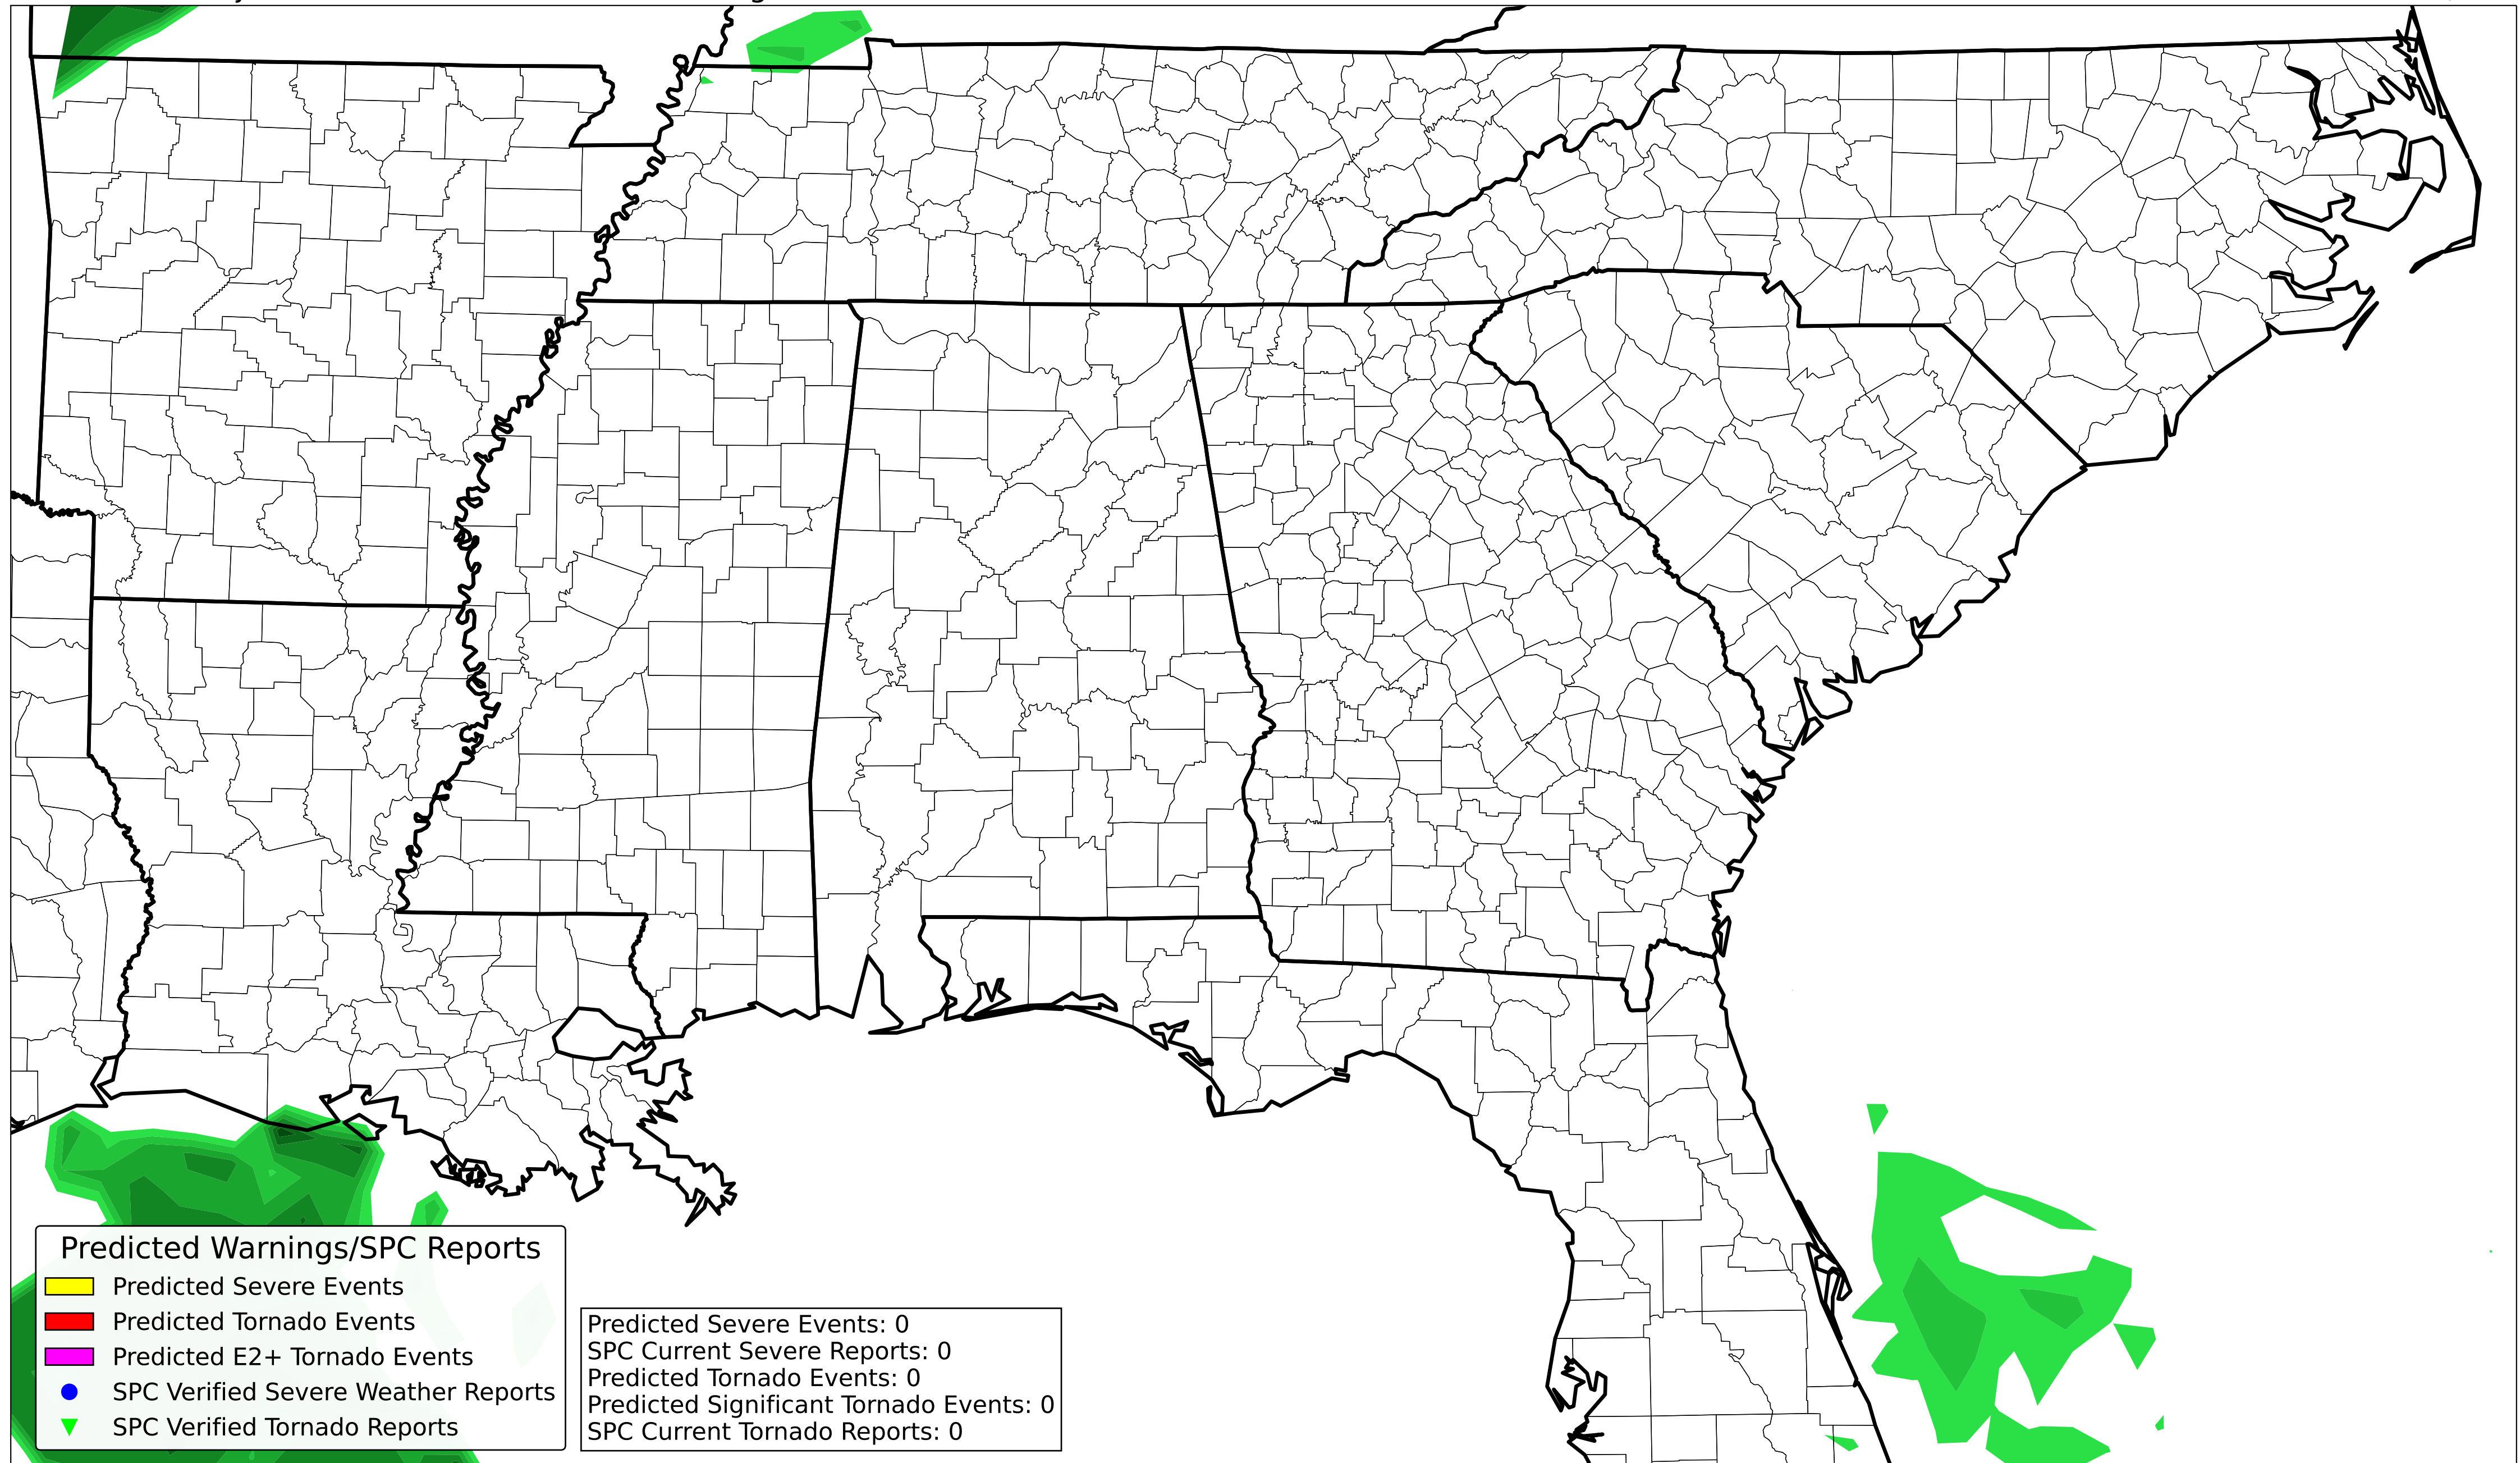 Predicted Warnings/SPC Reports
Predicted Severe Events
Predicted Tornado Events
Predicted E2+ Tornado Events
SPC Verified Severe Weather Reports
SPC Verified Tornado Reports
Predicted Severe Events: 0
SPC Current Severe Reports: 0
Predicted Tornado Events: 0
Predicted Significant Tornado Events: 0
SPC Current Tornado Reports: 0